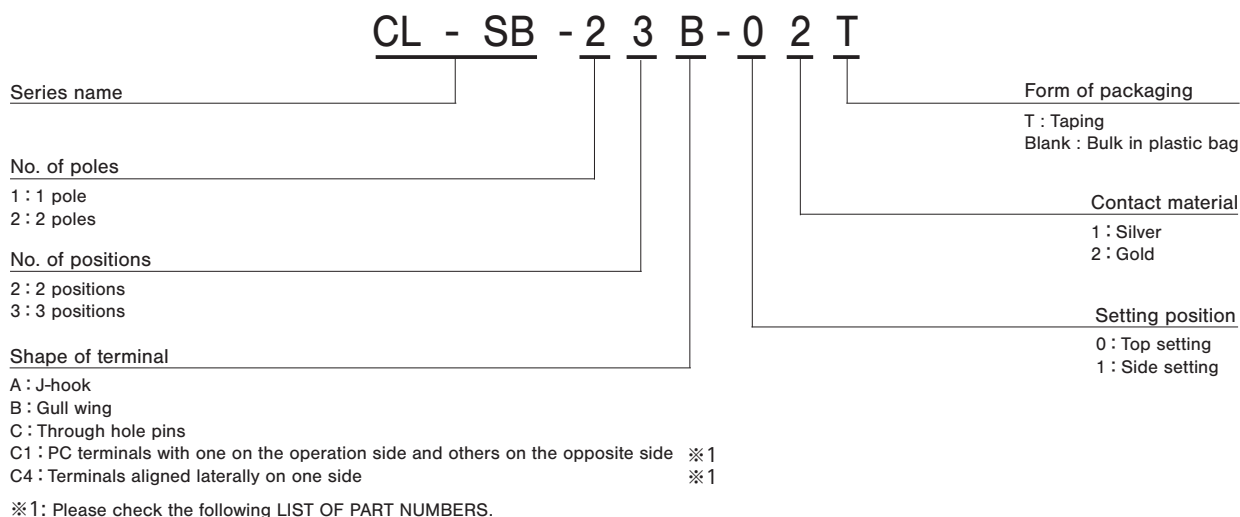 CL - SB - 2 3 B - 0 2 T
Series name
No. of poles
1 : 1 pole
2 : 2 poles
No. of positions
2 : 2 positions
3 : 3 positions
Shape of terminal
A : J-hook
B : Gull wing
C : Through hole pins
C1 : PC terminals with one on the operation side and others on the opposite side ※1
C4 : Terminals aligned laterally on one side ※1
※1: Please check the following LIST OF PART NUMBERS.
Form of packaging
T : Taping
Blank : Bulk in plastic bag
Contact material
1 : Silver
2 : Gold
Setting position
0 : Top setting
1 : Side setting